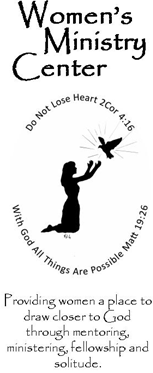 Women's
Ministry
Center
Do Not Lose Heart 2Cor 4:16
With God All Things Are Possible Matt 19:26
Providing women a place to
draw closer to God
through mentoring,
ministering, fellowship and
solitude.